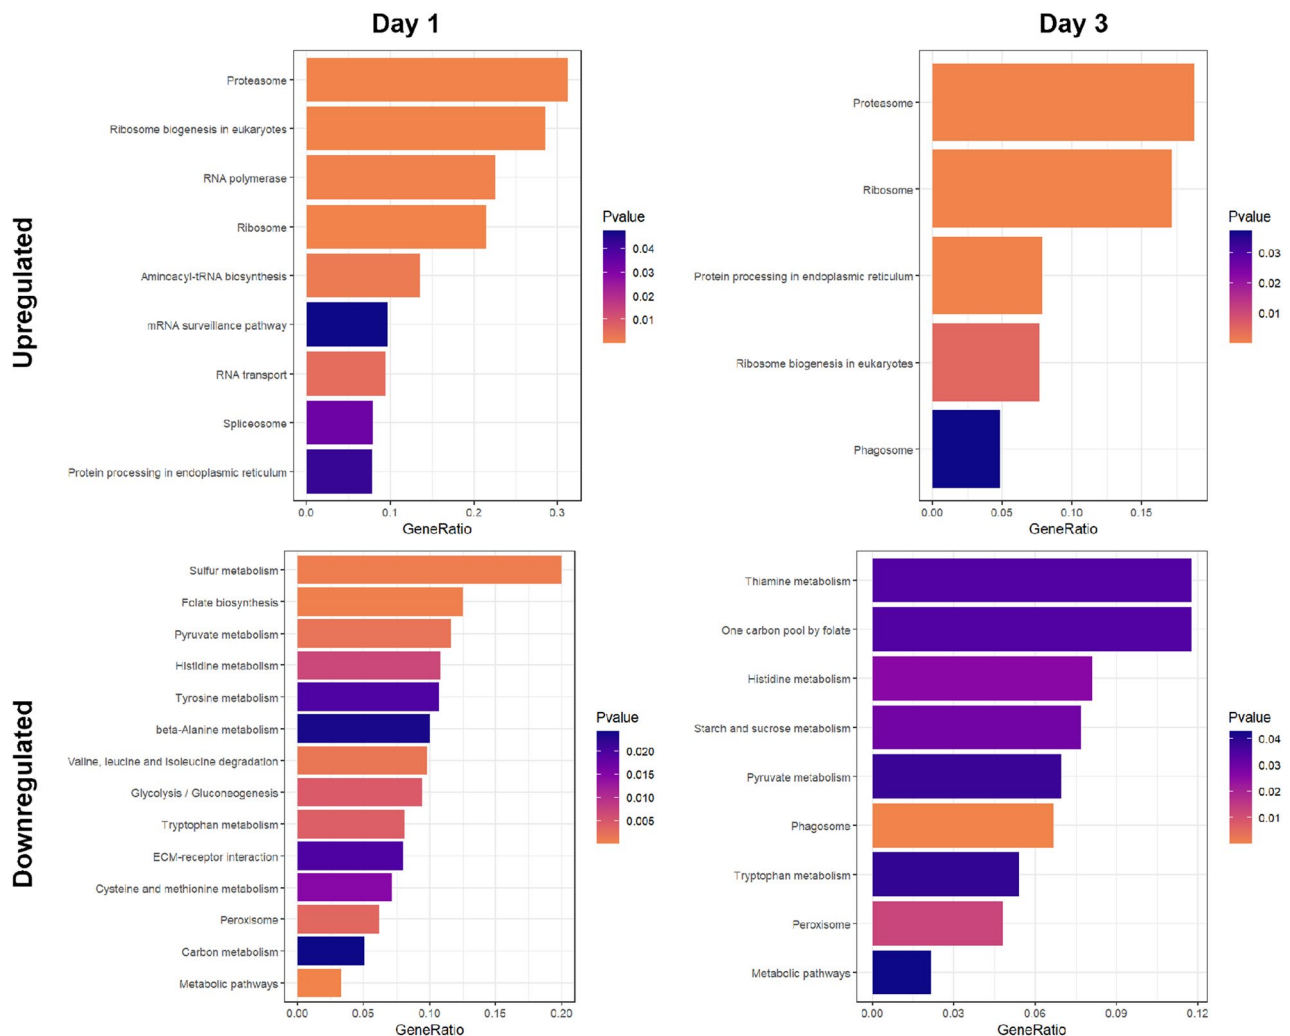 Day 1
Day 3
Upregulated
Proteasome
Ribosome biogenesis in eukaryotes
RNA polymerase
Ribosome
Aminoacyl-tRNA biosynthesis
mRNA surveillance pathway
RNA transport
Spliceosome
Protein processing in endoplasmic reticulum
0.0 0.1 0.2 0.3
GeneRatio
Pvalue
0.04
0.03
0.02
0.01
Proteasome
Ribosome
Protein processing in endoplasmic reticulum
Ribosome biogenesis in eukaryotes
Phagosome
0.00 0.05 0.10 0.15
GeneRatio
Pvalue
0.03
0.02
0.01
Downregulated
Sulfur metabolism
Folate biosynthesis
Pyruvate metabolism
Histidine metabolism
Tyrosine metabolism
beta-Alanine metabolism
Valine, leucine and isoleucine degradation
Glycolysis / Gluconeogenesis
Tryptophan metabolism
ECM-receptor interaction
Cysteine and methionine metabolism
Peroxisome
Carbon metabolism
Metabolic pathways
0.00 0.05 0.10 0.15 0.20
GeneRatio
Pvalue
0.020
0.015
0.010
0.005
Thiamine metabolism
One carbon pool by folate
Histidine metabolism
Starch and sucrose metabolism
Pyruvate metabolism
Phagosome
Tryptophan metabolism
Peroxisome
Metabolic pathways
0.00 0.03 0.06 0.09 0.12
GeneRatio
Pvalue
0.04
0.03
0.02
0.01